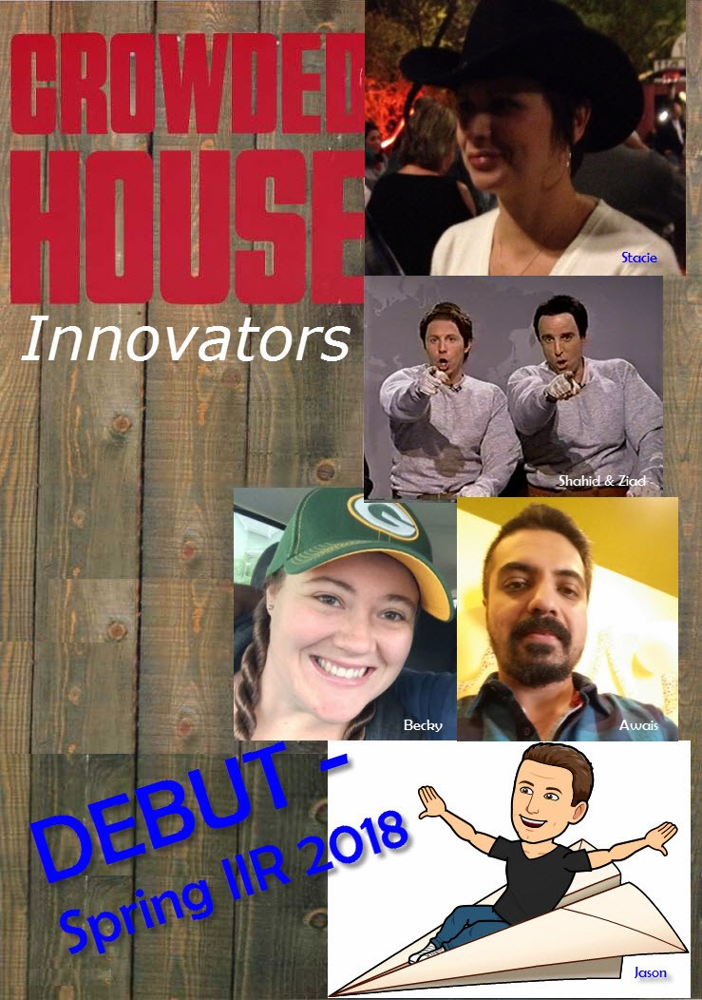 CROWDED
HOUSE
Innovators
Stacie
Shahid & Ziad
G
Becky
Awais
DEBUT -
Spring IIR 2018
Jason